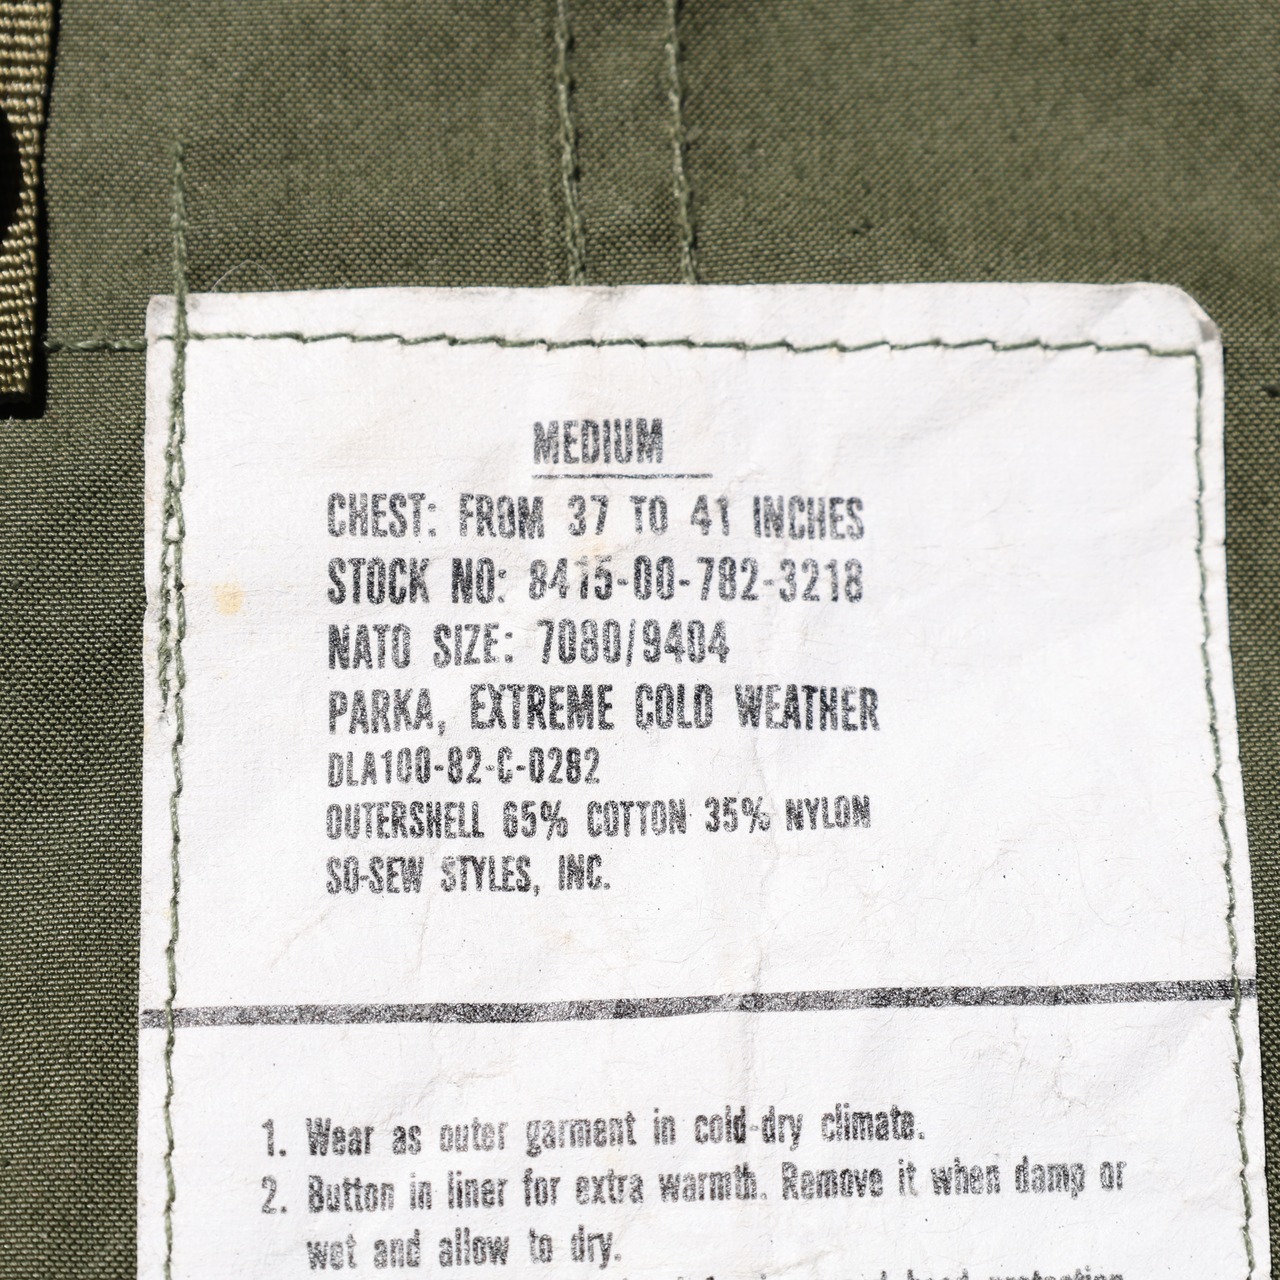 MEDIUM
CHEST: FROM 37 TO 41 INCHES
STOCK NO: 8415-00-782-3218
NATO SIZE: 7080/9404
PARKA, EXTREME COLD WEATHER
DLA100-82-C-0282
OUTERSHELL 65% COTTON 35% NYLON
SO-SEW STYLES, INC.
1. Wear as outer garment in cold-dry climate.
2. Button in liner for extra warmth. Remove it when damp or
wet and allow to dry.
head protection